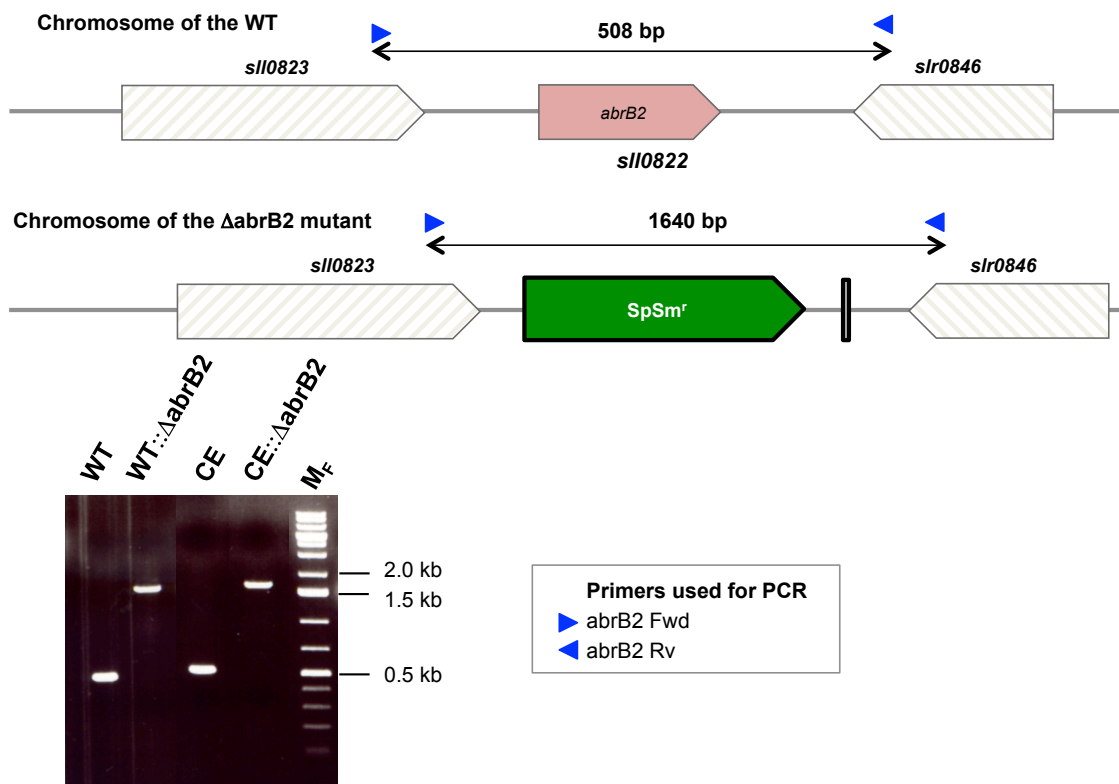 Chromosome of the WT
508 bp
sll0823
slr0846
abrB2
sll0822
Chromosome of the ΔabrB2 mutant
1640 bp
sll0823
slr0846
SpSmʳ
WT
WT::ΔabrB2
CE
CE::ΔabrB2
M_F
2.0 kb
1.5 kb
0.5 kb
Primers used for PCR
abrB2 Fwd
abrB2 Rv